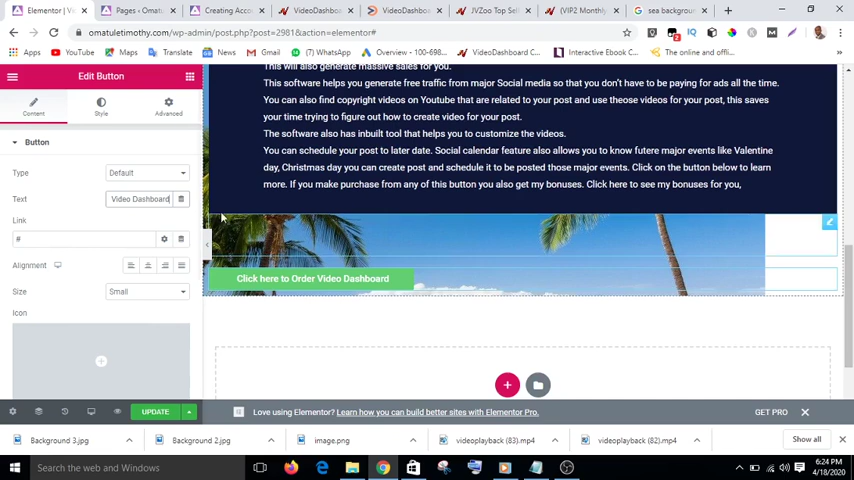 Elementor | Vi
Pages ‹ Omatu
Creating Accou
VideoDashboa
VideoDashboa
JVZoo Top Sel
(VIP2 Monthly
sea backgroun
omatuletimothy.com/wp-admin/post.php?post=2981&action=elementor#
Apps
YouTube
Maps
Translate
News
Gmail
(7) WhatsApp
Overview - 100-698...
VideoDashboard C...
Interactive Ebook C...
The online and offli...
Edit Button
Content
Style
Advanced
Button
Type
Default
Text
Video Dashboard
Link
#
Alignment
Size
Small
Icon
UPDATE
This will also generate massive sales for you.
This software helps you generate free traffic from major Social media so that you don't have to be paying for ads all the time.
You can also find copyright videos on Youtube that are related to your post and use theose videos for your post, this saves
your time trying to figure out how to create video for your post.
The software also has inbuilt tool that helps you to customize the videos.
You can schedule your post to later date. Social calendar feature also allows you to know futere major events like Valentine
day, Christmas day you can create post and schedule it to be posted those major events. Click on the button below to learn
more. If you make purchase from any of this button you also get my bonuses. Click here to see my bonuses for you,
Click here to Order Video Dashboard
Love using Elementor? Learn how you can build better sites with Elementor Pro.
GET PRO
Background 3.jpg
Background 2.jpg
image.png
videoplayback (83).mp4
videoplayback (82).mp4
Show all
Type here to search
Search the web and Windows
6:24 PM
4/18/2020